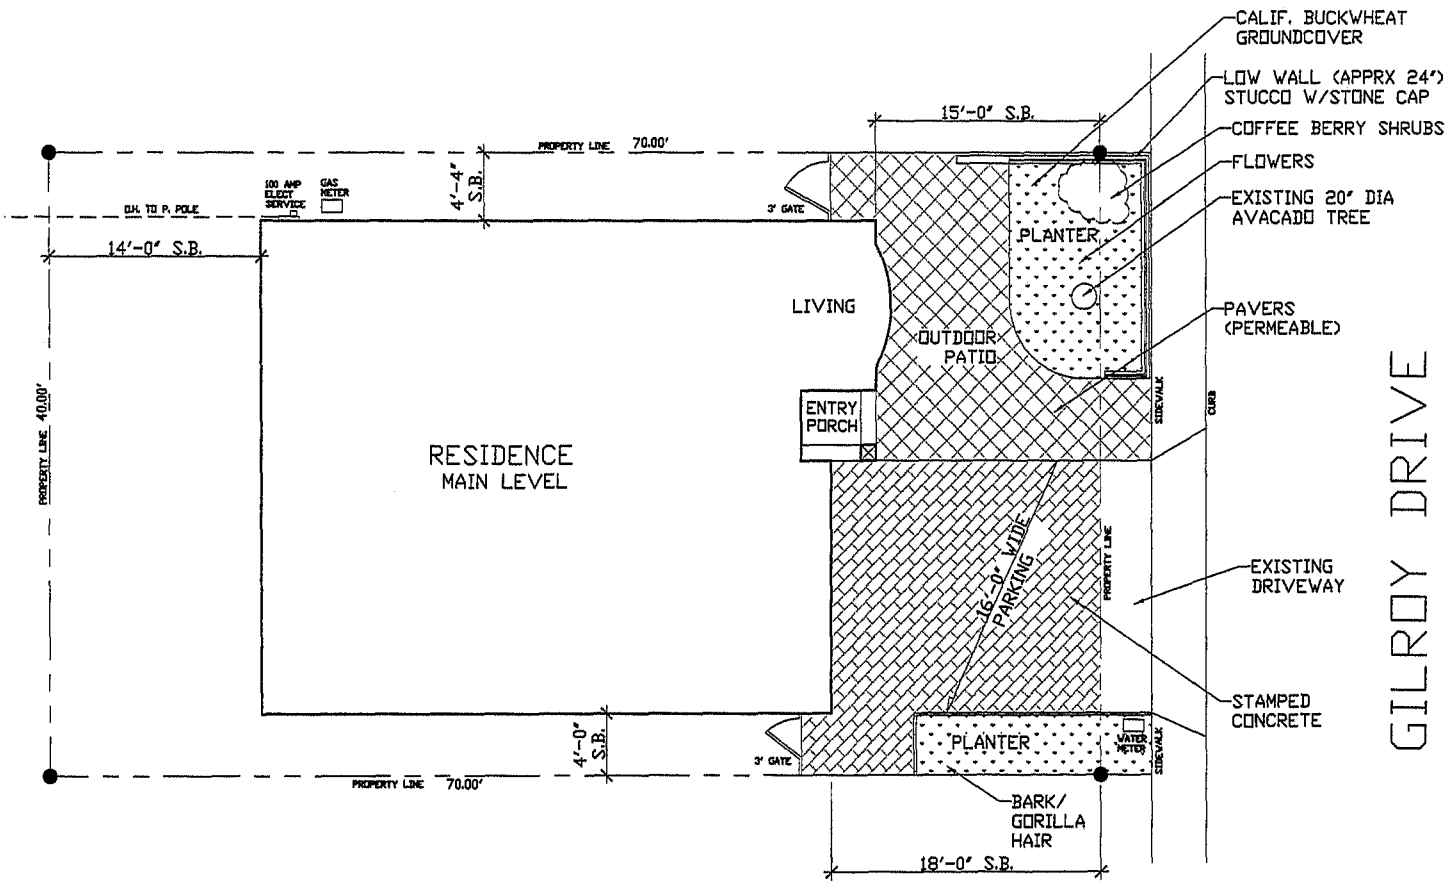 CALIF. BUCKWHEAT
GROUNDCOVER
LOW WALL (APPRX 24")
STUCCO W/STONE CAP
15'-0" S.B.
COFFEE BERRY SHRUBS
PROPERTY LINE 70.00'
FLOWERS
4'-4"
S.B.
100 AMP
ELECT
SERVICE
GAS
METER
EXISTING 20" DIA
AVACADO TREE
O.H. TO P. POLE
3' GATE
PLANTER
14'-0" S.B.
LIVING
PAVERS
(PERMEABLE)
OUTDOOR
PATIO
PROPERTY LINE 40.00'
ENTRY
PORCH
SIDEWALK
CURB
RESIDENCE
MAIN LEVEL
GILROY DRIVE
16'-0" WIDE
PARKING
PROPERTY LINE
EXISTING
DRIVEWAY
STAMPED
CONCRETE
4'-0"
S.B.
3' GATE
PLANTER
WATER
METER
SIDEWALK
PROPERTY LINE 70.00'
BARK/
GORILLA
HAIR
18'-0" S.B.